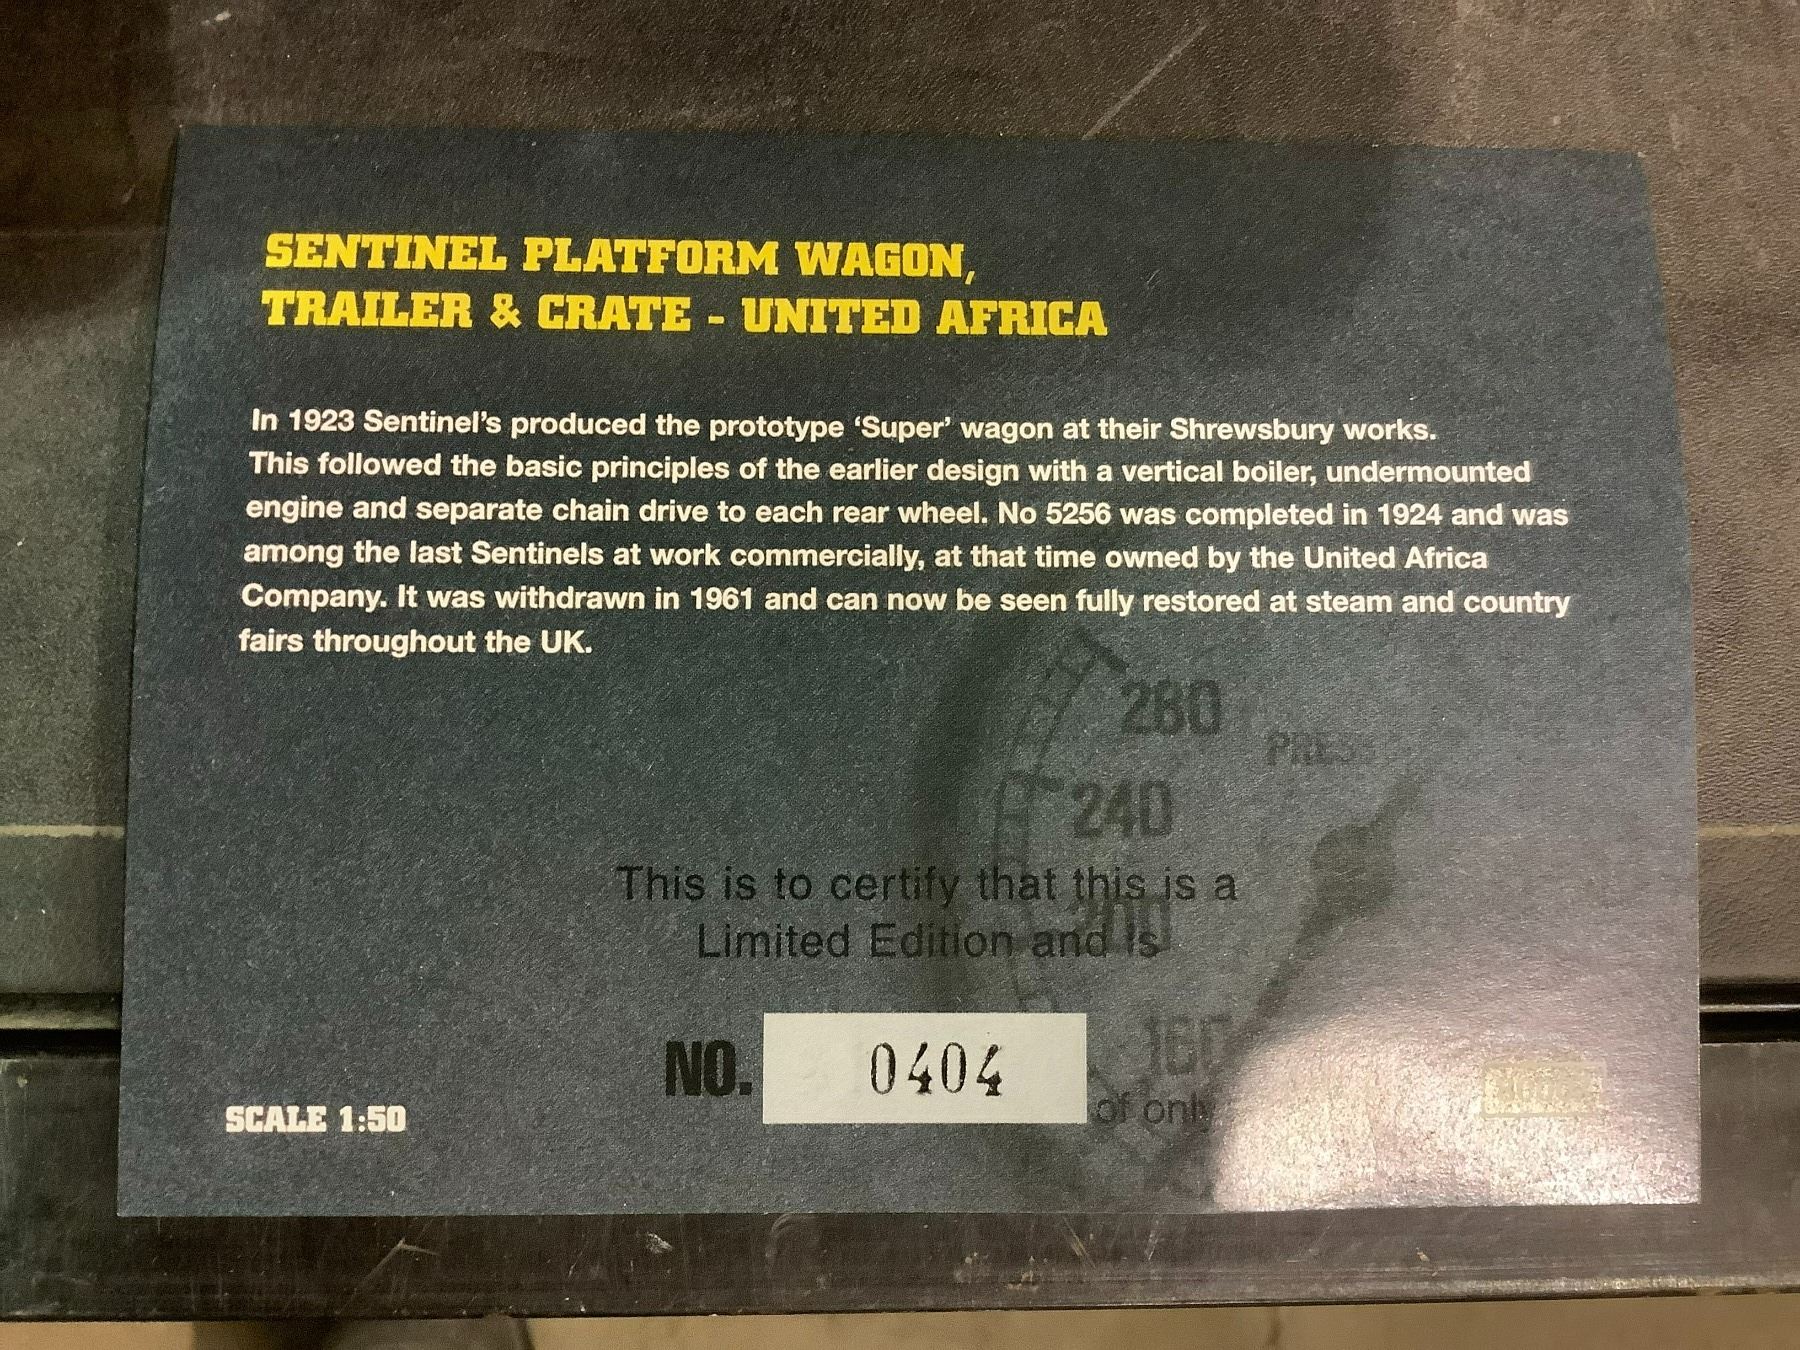 SENTINEL PLATFORM WAGON,
TRAILER & CRATE - UNITED AFRICA
In 1923 Sentinel's produced the prototype ‘Super’ wagon at their Shrewsbury works.
This followed the basic principles of the earlier design with a vertical boiler, undermounted
engine and separate chain drive to each rear wheel. No 5256 was completed in 1924 and was
among the last Sentinels at work commercially, at that time owned by the United Africa
Company. It was withdrawn in 1961 and can now be seen fully restored at steam and country
fairs throughout the UK.
280
240
200
This is to certify that this is a
Limited Edition and is
NO. 0404 of only
SCALE 1:50